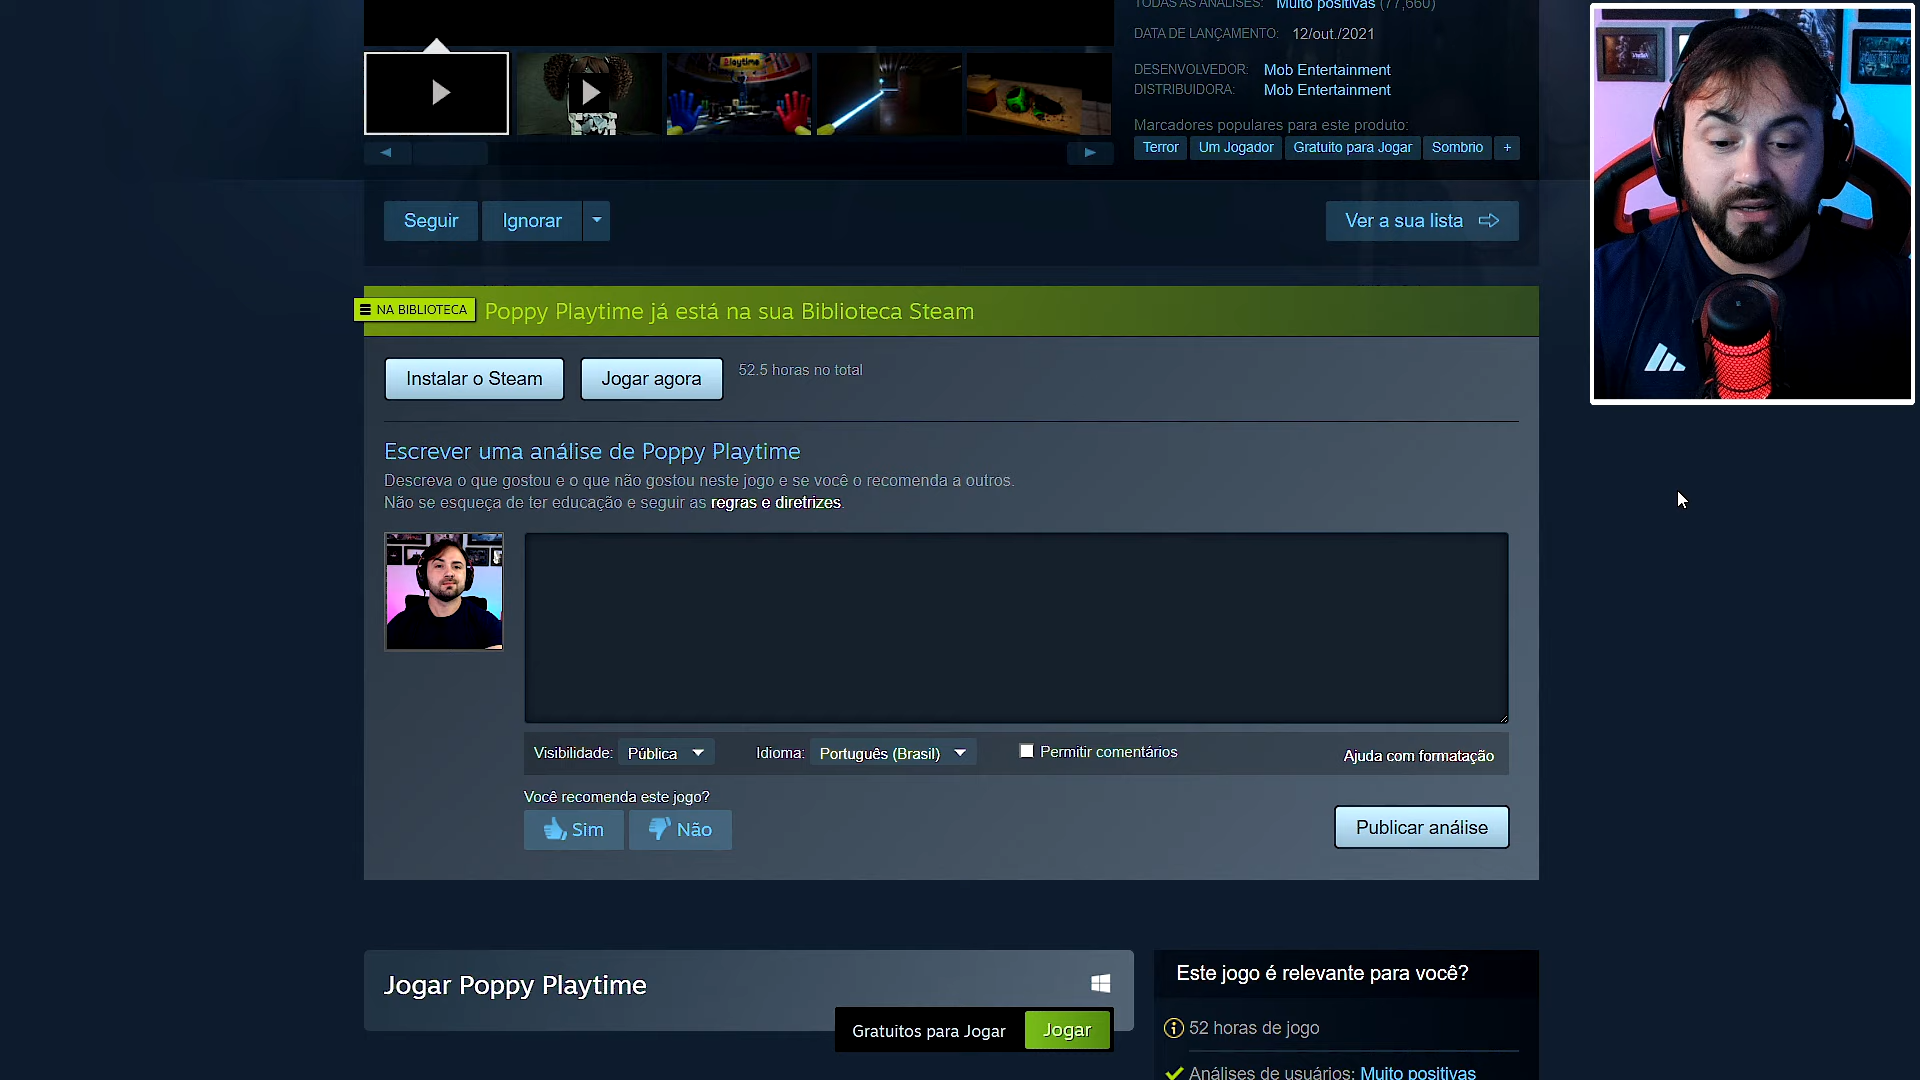 TODAS AS ANÁLISES: Muito positivas (77,660)
DATA DE LANÇAMENTO: 12/out./2021
DESENVOLVEDOR: Mob Entertainment
DISTRIBUIDORA: Mob Entertainment
Marcadores populares para este produto:
Terror Um Jogador Gratuito para Jogar Sombrio +
Seguir Ignorar Ver a sua lista
NA BIBLIOTECA Poppy Playtime já está na sua Biblioteca Steam
Instalar o Steam Jogar agora 52.5 horas no total
Escrever uma análise de Poppy Playtime
Descreva o que gostou e o que não gostou neste jogo e se você o recomenda a outros.
Não se esqueça de ter educação e seguir as regras e diretrizes.
Visibilidade: Pública Idioma: Português (Brasil) Permitir comentários Ajuda com formatação
Você recomenda este jogo?
Sim Não Publicar análise
Jogar Poppy Playtime
Gratuitos para Jogar Jogar
Este jogo é relevante para você?
52 horas de jogo
Análises de usuários: Muito positivas